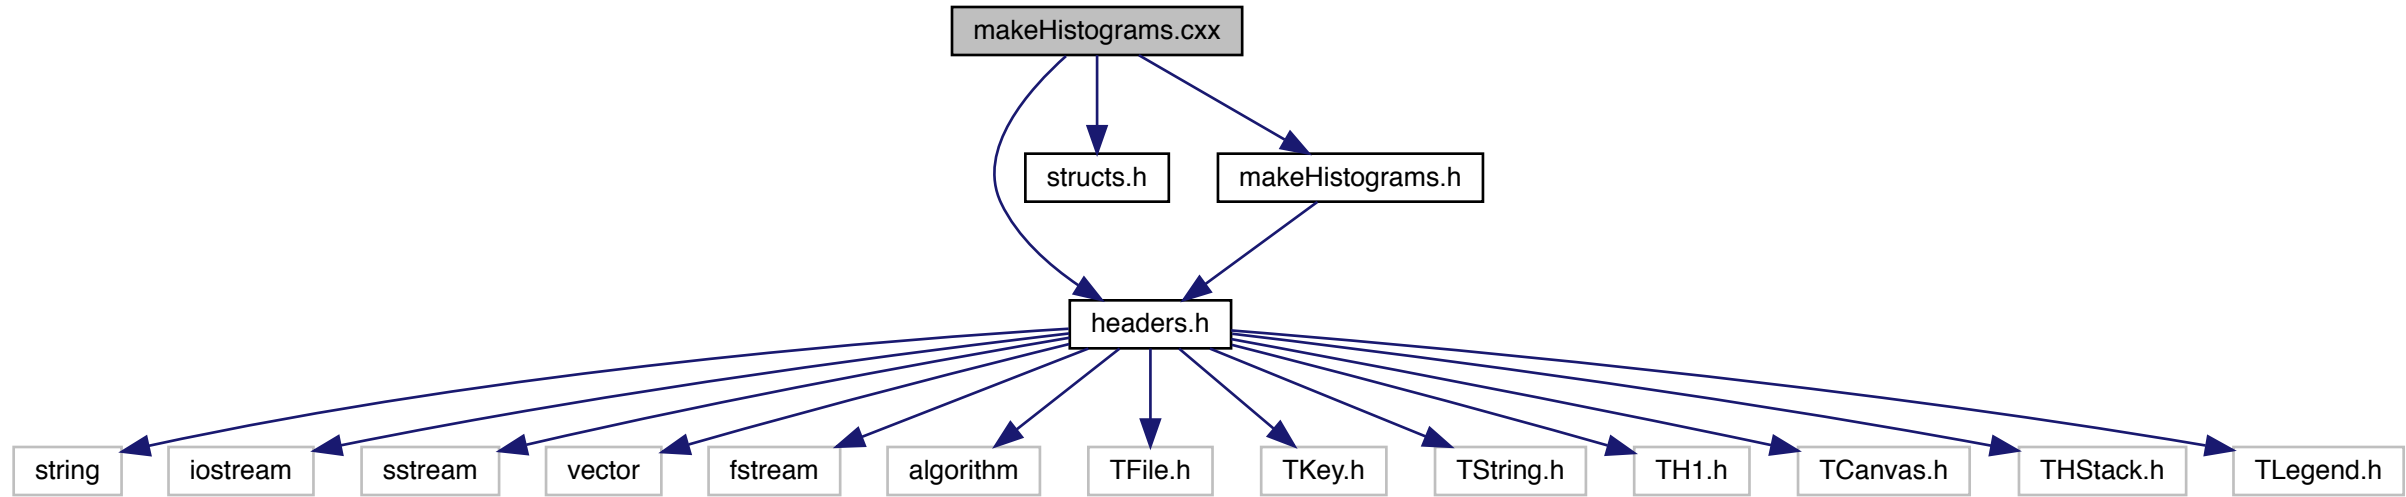 makeHistograms.cxx
structs.h
makeHistograms.h
headers.h
string
iostream
sstream
vector
fstream
algorithm
TFile.h
TKey.h
TString.h
TH1.h
TCanvas.h
THStack.h
TLegend.h